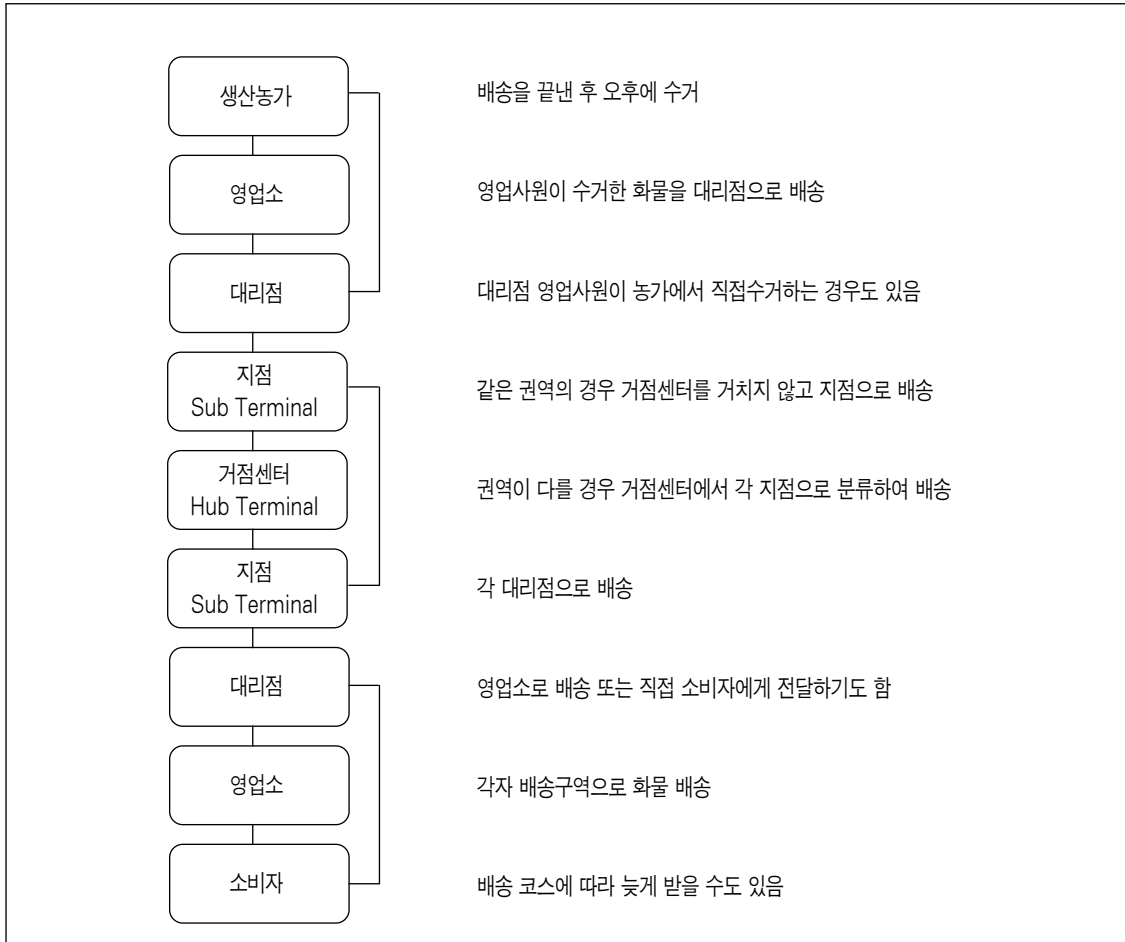 생산농가
배송을 끝낸 후 오후에 수거
영업소
영업사원이 수거한 화물을 대리점으로 배송
대리점
대리점 영업사원이 농가에서 직접수거하는 경우도 있음
지점
Sub Terminal
같은 권역의 경우 거점센터를 거치지 않고 지점으로 배송
거점센터
Hub Terminal
권역이 다를 경우 거점센터에서 각 지점으로 분류하여 배송
지점
Sub Terminal
각 대리점으로 배송
대리점
영업소로 배송 또는 직접 소비자에게 전달하기도 함
영업소
각자 배송구역으로 화물 배송
소비자
배송 코스에 따라 늦게 받을 수도 있음